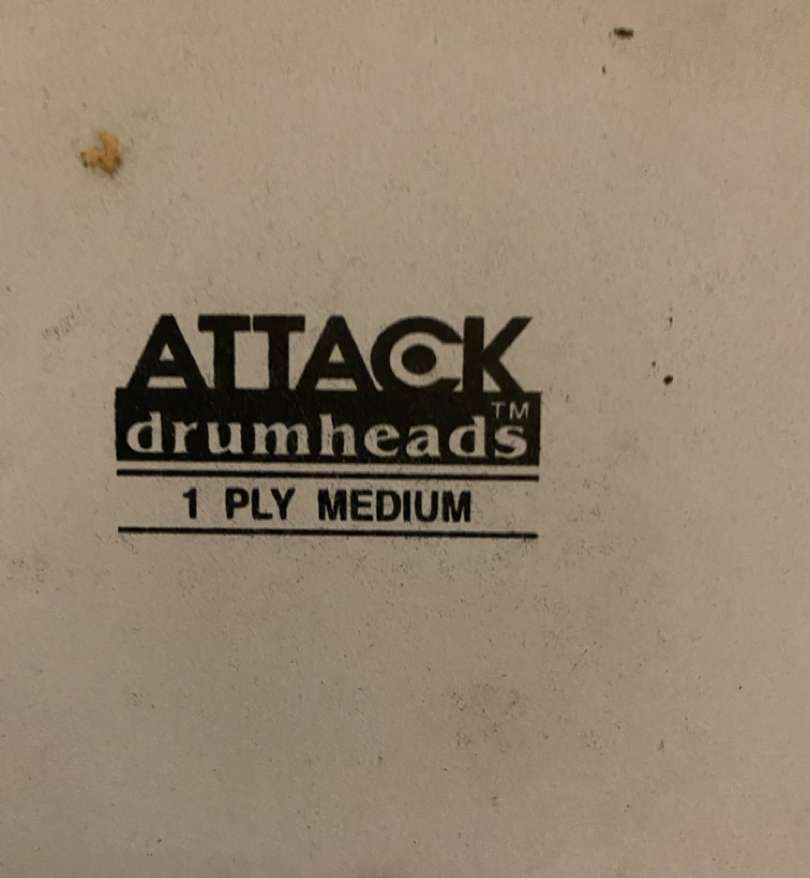 ATTACK
drumheads™
1 PLY MEDIUM